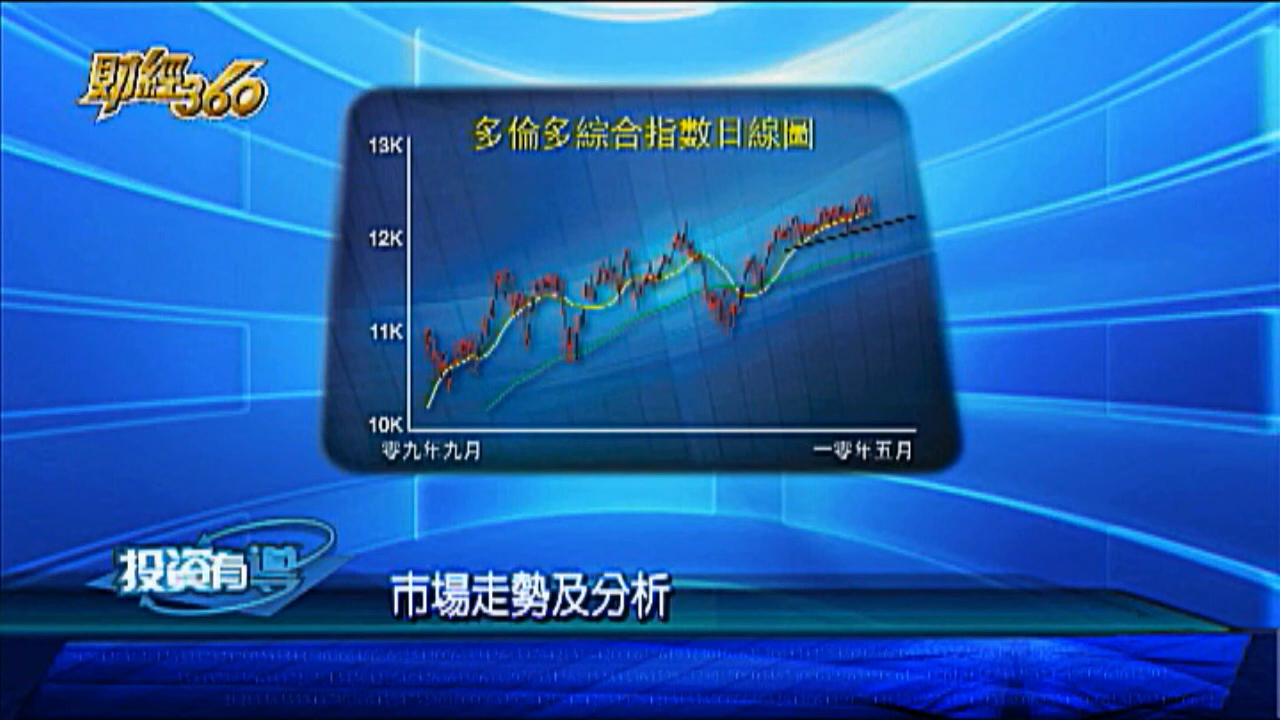 財經360
多倫多綜合指數日線圖
13K
12K
11K
10K
零九年九月
一零年五月
投資有導
市場走勢及分析